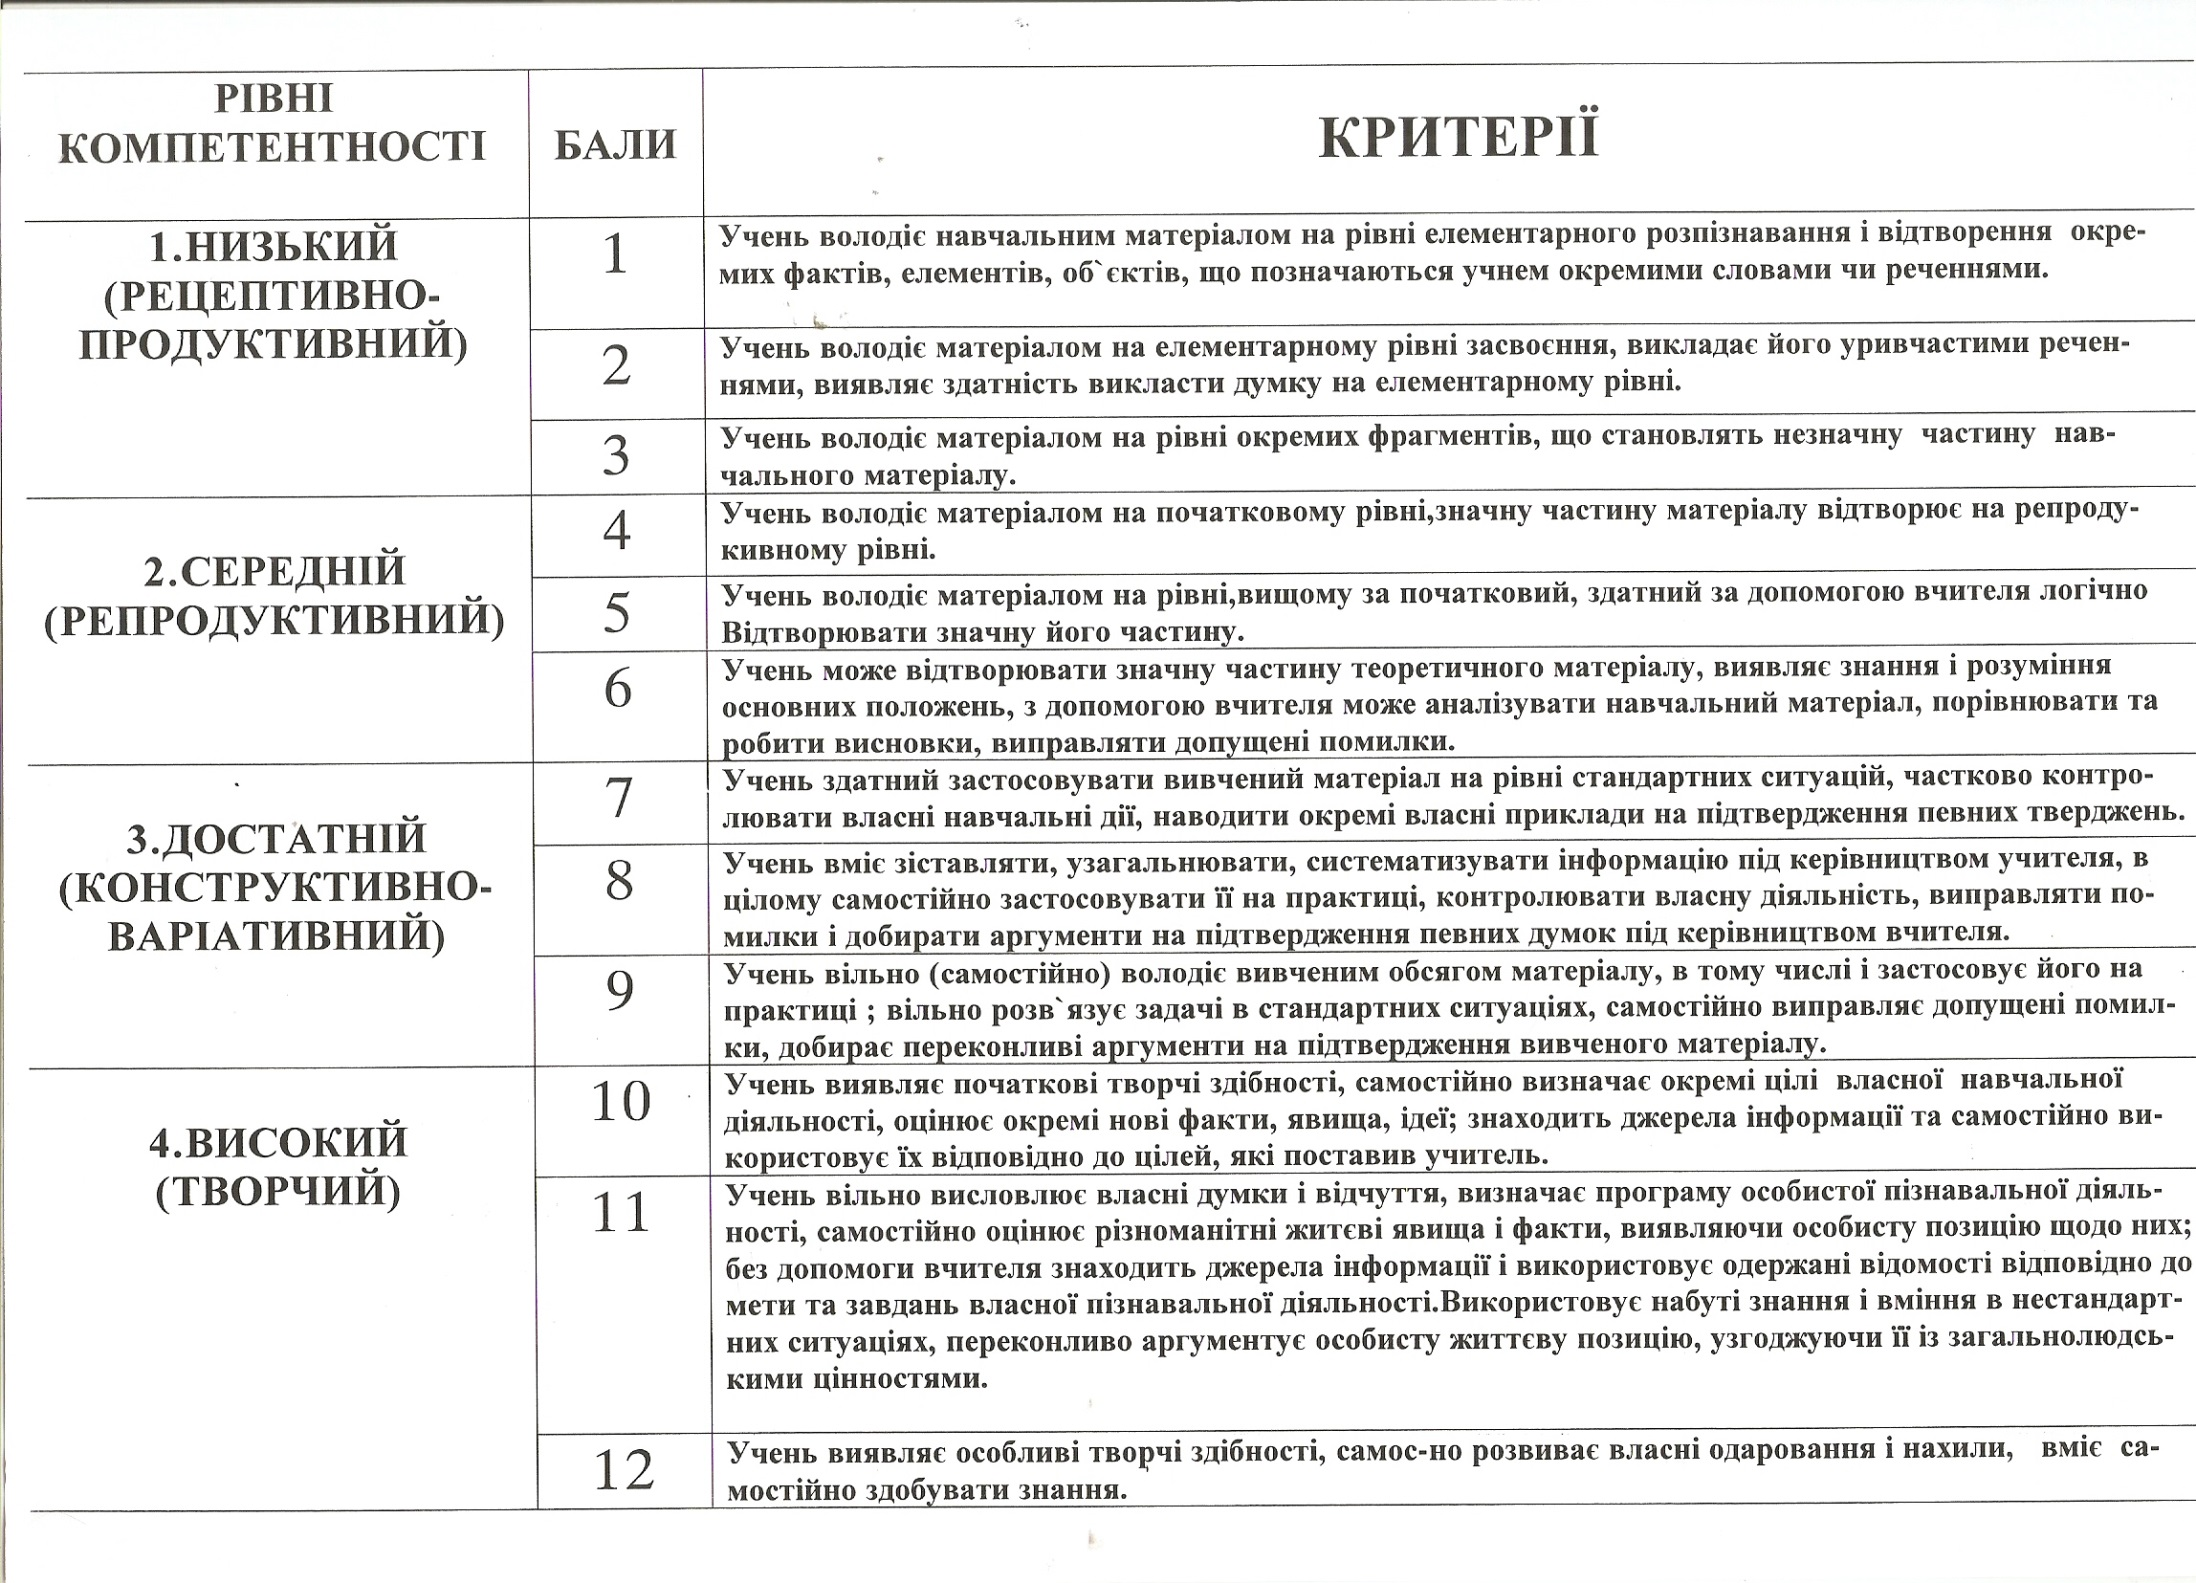 РІВНІ
КОМПЕТЕНТНОСТІ
БАЛИ
КРИТЕРІЇ
1.НИЗЬКИЙ
(РЕЦЕПТИВНО-
ПРОДУКТИВНИЙ)
1
Учень володіє навчальним матеріалом на рівні елементарного розпізнавання і відтворення окре-
мих фактів, елементів, об`єктів, що позначаються учнем окремими словами чи реченнями.
2
Учень володіє матеріалом на елементарному рівні засвоєння, викладає його уривчастими речен-
нями, виявляє здатність викласти думку на елементарному рівні.
3
Учень володіє матеріалом на рівні окремих фрагментів, що становлять незначну частину нав-
чального матеріалу.
2.СЕРЕДНІЙ
(РЕПРОДУКТИВНИЙ)
4
Учень володіє матеріалом на початковому рівні,значну частину матеріалу відтворює на репроду-
кивному рівні.
5
Учень володіє матеріалом на рівні,вищому за початковий, здатний за допомогою вчителя логічно
Відтворювати значну його частину.
6
Учень може відтворювати значну частину теоретичного матеріалу, виявляє знання і розуміння
основних положень, з допомогою вчителя може аналізувати навчальний матеріал, порівнювати та
робити висновки, виправляти допущені помилки.
3.ДОСТАТНІЙ
(КОНСТРУКТИВНО-
ВАРІАТИВНИЙ)
7
Учень здатний застосовувати вивчений матеріал на рівні стандартних ситуацій, частково контро-
лювати власні навчальні дії, наводити окремі власні приклади на підтвердження певних тверджень.
8
Учень вміє зіставляти, узагальнювати, систематизувати інформацію під керівництвом учителя, в
цілому самостійно застосовувати її на практиці, контролювати власну діяльність, виправляти по-
милки і добирати аргументи на підтвердження певних думок під керівництвом вчителя.
9
Учень вільно (самостійно) володіє вивченим обсягом матеріалу, в тому числі і застосовує його на
практиці ; вільно розв`язує задачі в стандартних ситуаціях, самостійно виправляє допущені помил-
ки, добирає переконливі аргументи на підтвердження вивченого матеріалу.
4.ВИСОКИЙ
(ТВОРЧИЙ)
10
Учень виявляє початкові творчі здібності, самостійно визначає окремі цілі власної навчальної
діяльності, оцінює окремі нові факти, явища, ідеї; знаходить джерела інформації та самостійно ви-
користовує їх відповідно до цілей, які поставив учитель.
11
Учень вільно висловлює власні думки і відчуття, визначає програму особистої пізнавальної діяль-
ності, самостійно оцінює різноманітні житєві явища і факти, виявляючи особисту позицію щодо них;
без допомоги вчителя знаходить джерела інформації і використовує одержані відомості відповідно до
мети та завдань власної пізнавальної діяльності.Використовує набуті знання і вміння в нестандарт-
них ситуаціях, переконливо аргументує особисту життєву позицію, узгоджуючи її із загальнолюдсь-
кими цінностями.
12
Учень виявляє особливі творчі здібності, самос-но розвиває власні одаровання і нахили, вміє са-
мостійно здобувати знання.